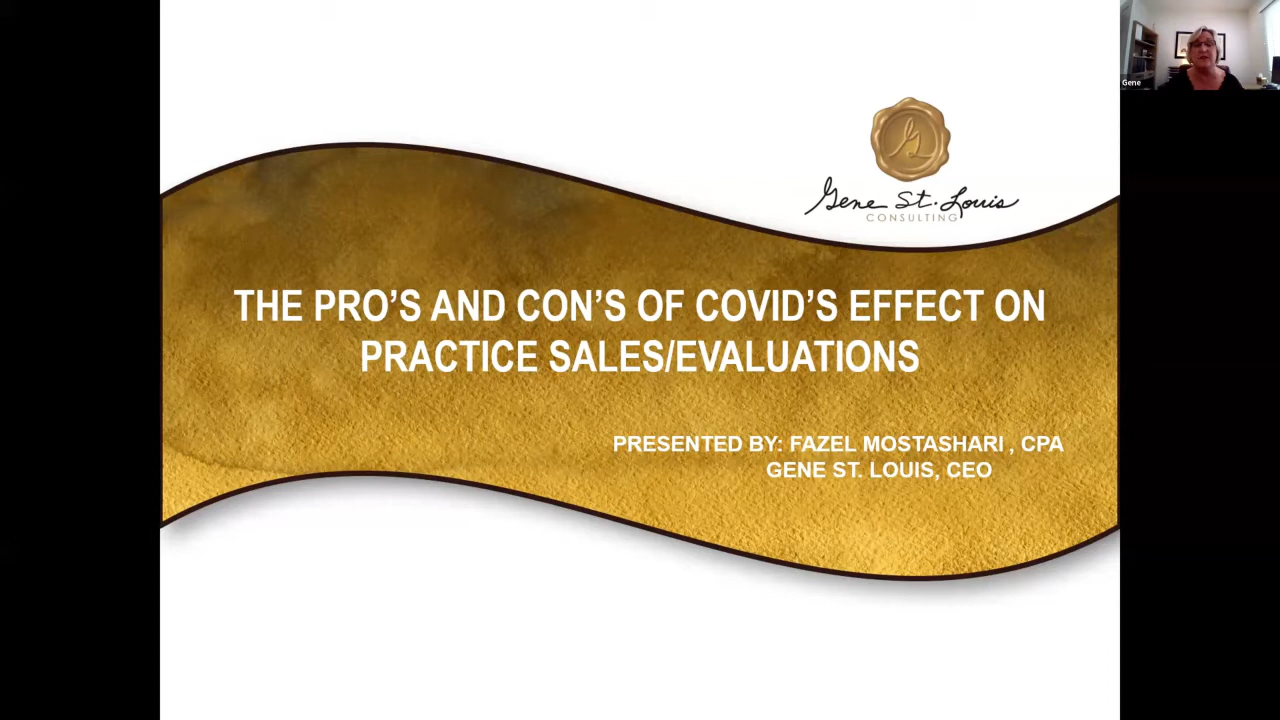 Gene
Gene St. Louis
CONSULTING
THE PRO’S AND CON’S OF COVID’S EFFECT ON
PRACTICE SALES/EVALUATIONS
PRESENTED BY: FAZEL MOSTASHARI , CPA
GENE ST. LOUIS, CEO